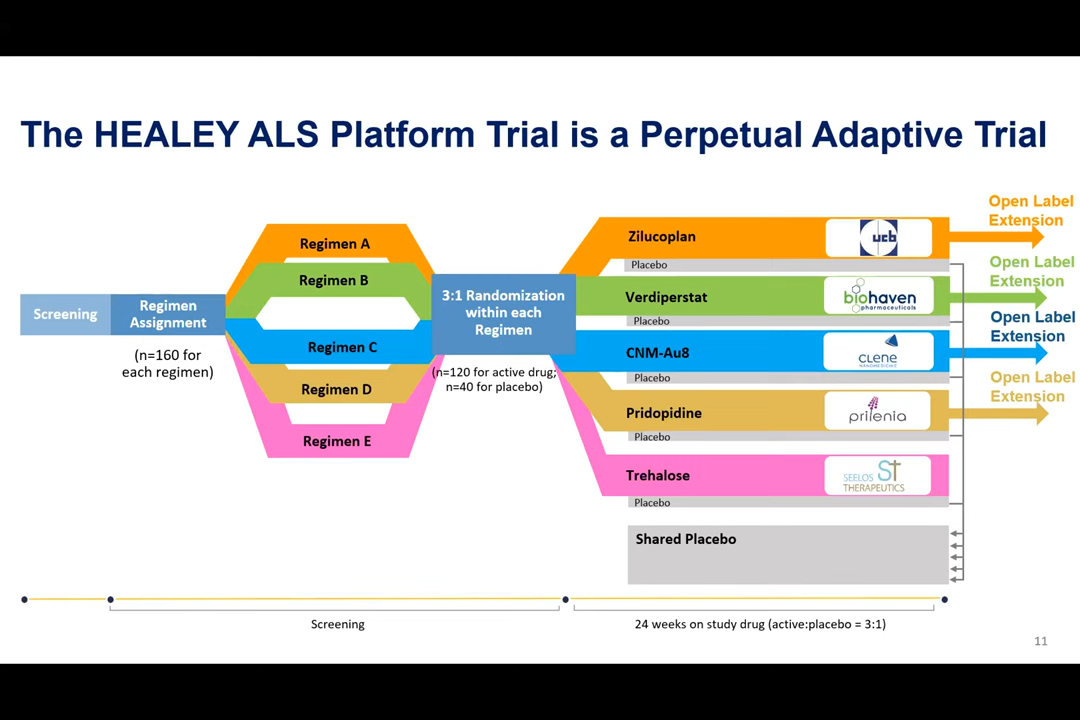 The HEALEY ALS Platform Trial is a Perpetual Adaptive Trial
Screening
Regimen
Assignment
(n=160 for
each regimen)
Regimen A
Regimen B
Regimen C
Regimen D
Regimen E
3:1 Randomization
within each
Regimen
(n=120 for active drug;
n=40 for placebo)
Zilucoplan
ucb
Placebo
Open Label
Extension
Verdiperstat
biohaven
pharmaceuticals
Placebo
Open Label
Extension
CNM-Au8
CLENE
NANOMEDICINE
Placebo
Open Label
Extension
Pridopidine
prilenia
Placebo
Open Label
Extension
Trehalose
SEELOS ST
THERAPEUTICS
Placebo
Shared Placebo
Screening
24 weeks on study drug (active:placebo = 3:1)
11